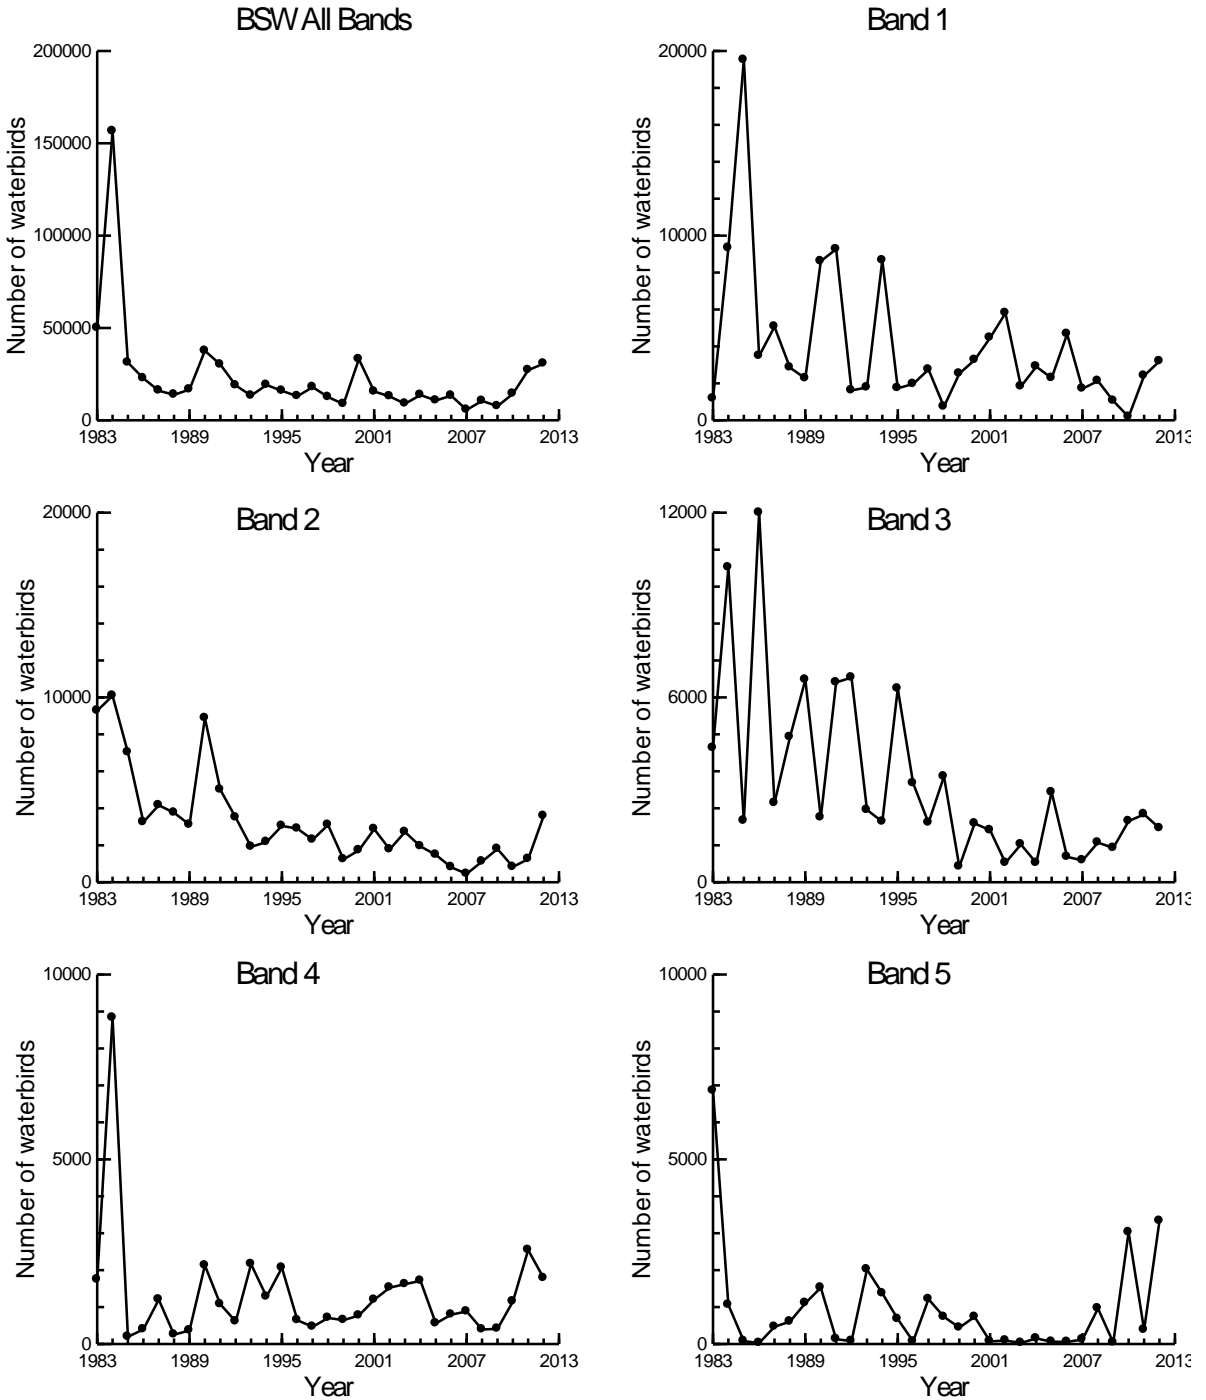 BSW All Bands
Number of waterbirds
200000
150000
100000
50000
0
1983 1989 1995 2001 2007 2013
Year
Band 1
Number of waterbirds
20000
10000
0
1983 1989 1995 2001 2007 2013
Year
Band 2
Number of waterbirds
20000
10000
0
1983 1989 1995 2001 2007 2013
Year
Band 3
Number of waterbirds
12000
6000
0
1983 1989 1995 2001 2007 2013
Year
Band 4
Number of waterbirds
10000
5000
0
1983 1989 1995 2001 2007 2013
Year
Band 5
Number of waterbirds
10000
5000
0
1983 1989 1995 2001 2007 2013
Year